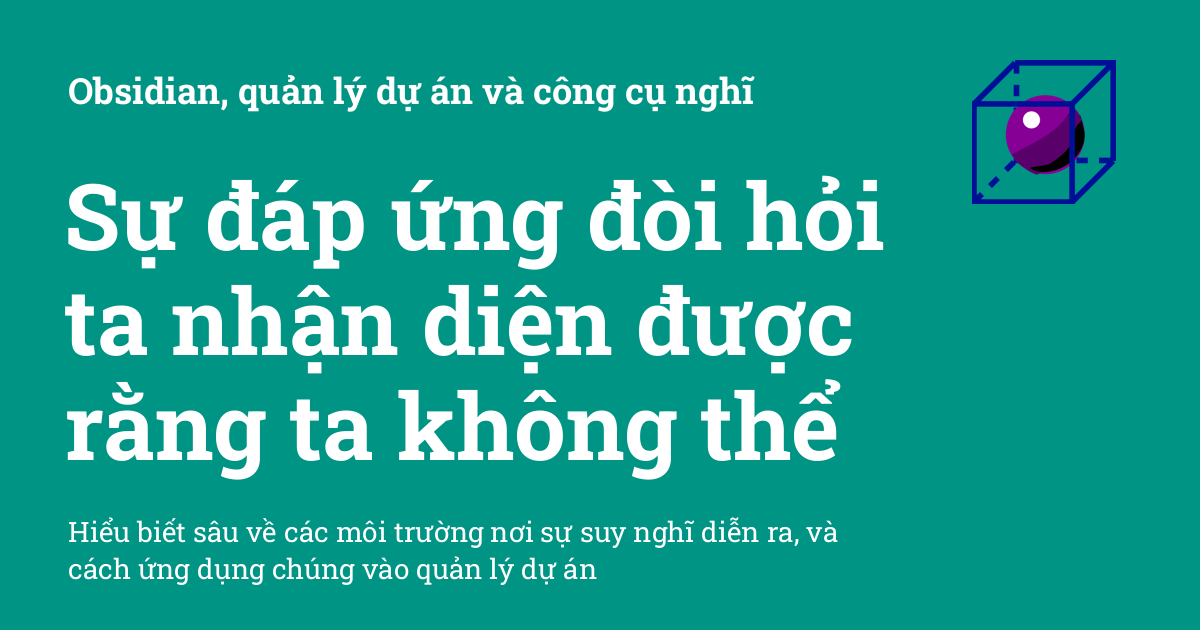 Obsidian, quản lý dự án và công cụ nghĩ
Sự đáp ứng đòi hỏi
ta nhận diện được
rằng ta không thể
Hiểu biết sâu về các môi trường nơi sự suy nghĩ diễn ra, và
cách ứng dụng chúng vào quản lý dự án